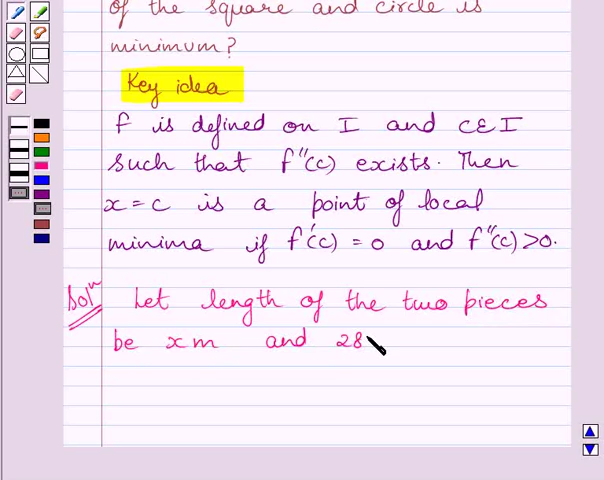 of the square and circle is
minimum?
Key idea
f is defined on I and cεI
such that f''(c) exists. Then
x = c is a point of local
minima if f'(c) = 0 and f''(c) > 0.
Solⁿ Let length of the two pieces
be x m and 28